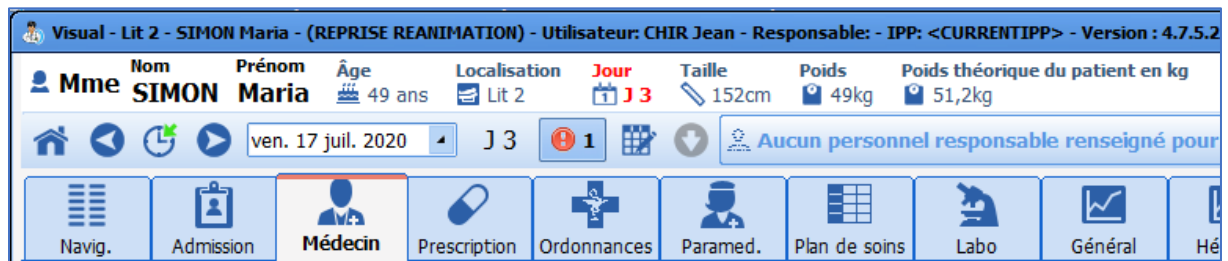 Visual - Lit 2 - SIMON Maria - (REPRISE REANIMATION) - Utilisateur: CHIR Jean - Responsable: - IPP: <CURRENTIPP> - Version : 4.7.5.2
Nom Prénom Âge Localisation Jour Taille Poids Poids théorique du patient en kg
Mme SIMON Maria 49 ans Lit 2 1 J 3 152cm 49kg 51,2kg
ven. 17 juil. 2020 J 3 1 Aucun personnel responsable renseigné pour
Navig. Admission Médecin Prescription Ordonnances Paramed. Plan de soins Labo Général Hé